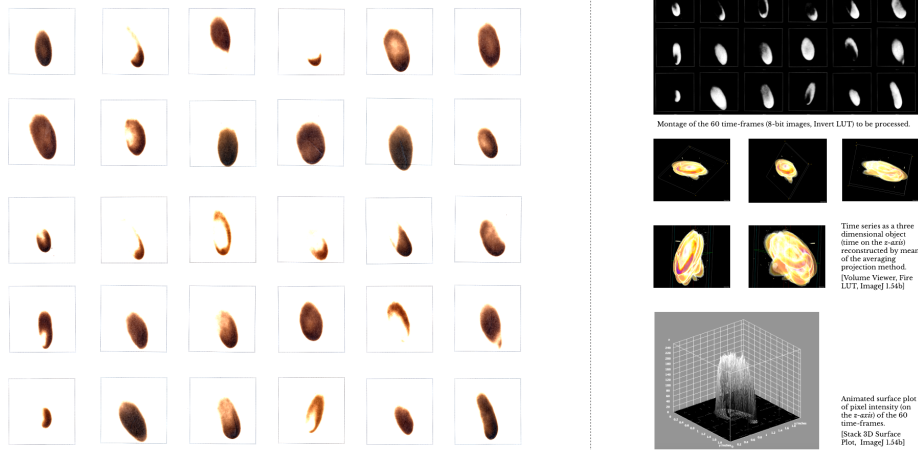 Montage of the 60 time-frames (8-bit images, Invert LUT) to be processed.
Time series as a three
dimensional object
(time on the z-axis)
reconstructed by mean
of the averaging
projection method.
[Volume Viewer, Fire
LUT, ImageJ 1.54b]
Animated surface plot
of pixel intensity (on
the z-axis) of the 60
time-frames.
[Stack 3D Surface
Plot, ImageJ 1.54b]